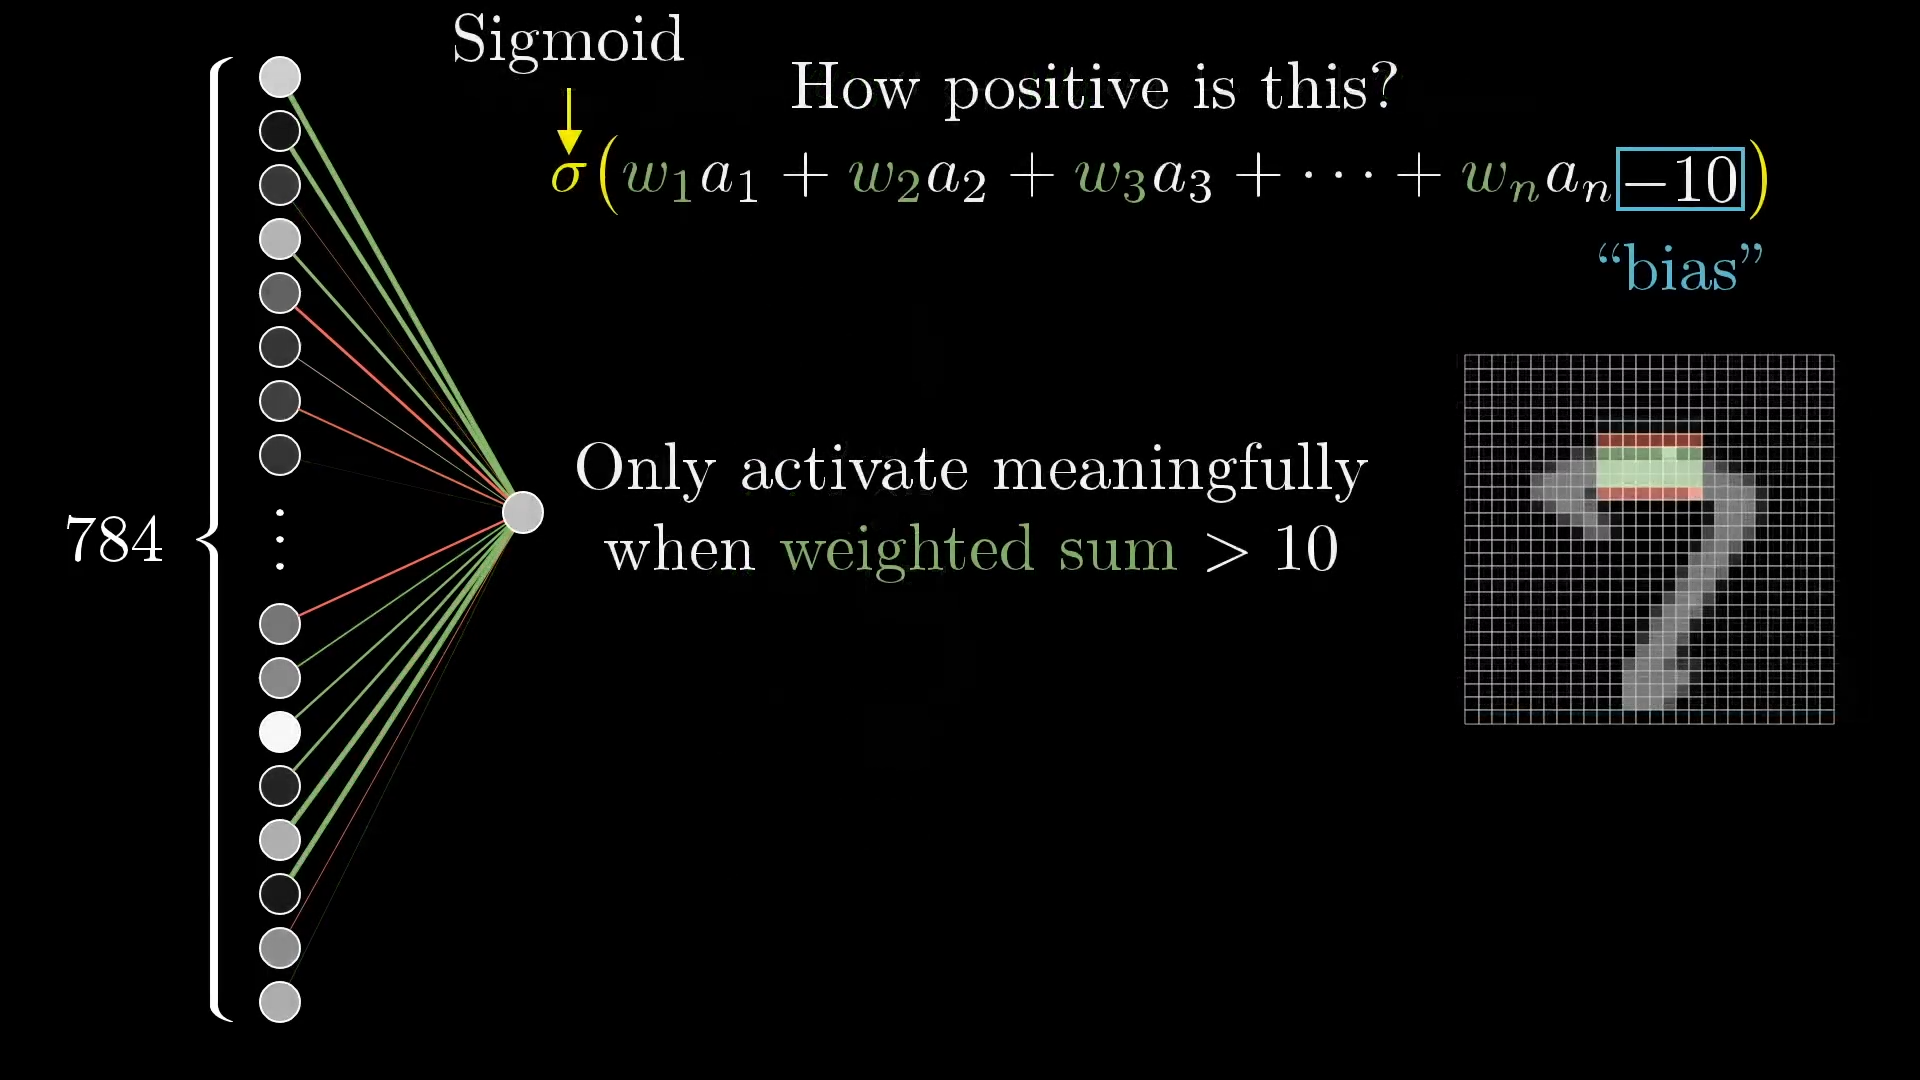 Sigmoid
How positive is this?
σ(w₁a₁ + w₂a₂ + w₃a₃ + ⋯ + wₙaₙ −10)
“bias”
Only activate meaningfully
when weighted sum > 10
784